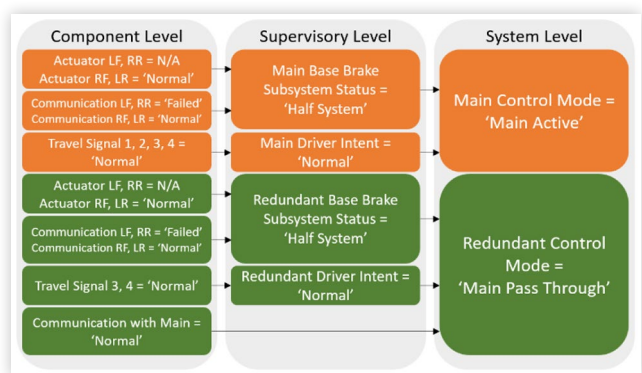 Component Level
Supervisory Level
System Level
Actuator LF, RR = N/A
Actuator RF, LR = 'Normal'
Communication LF, RR = 'Failed'
Communication RF, LR = 'Normal'
Travel Signal 1, 2, 3, 4 =
'Normal'
Actuator LF, RR = N/A
Actuator RF, LR = 'Normal'
Communication LF, RR = 'Failed'
Communication RF, LR = 'Normal'
Travel Signal 3, 4 = 'Normal'
Communication with Main =
'Normal'
Main Base Brake
Subsystem Status =
'Half System'
Main Driver Intent =
'Normal'
Redundant Base Brake
Subsystem Status =
'Half System'
Redundant Driver Intent =
'Normal'
Main Control Mode =
'Main Active'
Redundant Control
Mode =
'Main Pass Through'